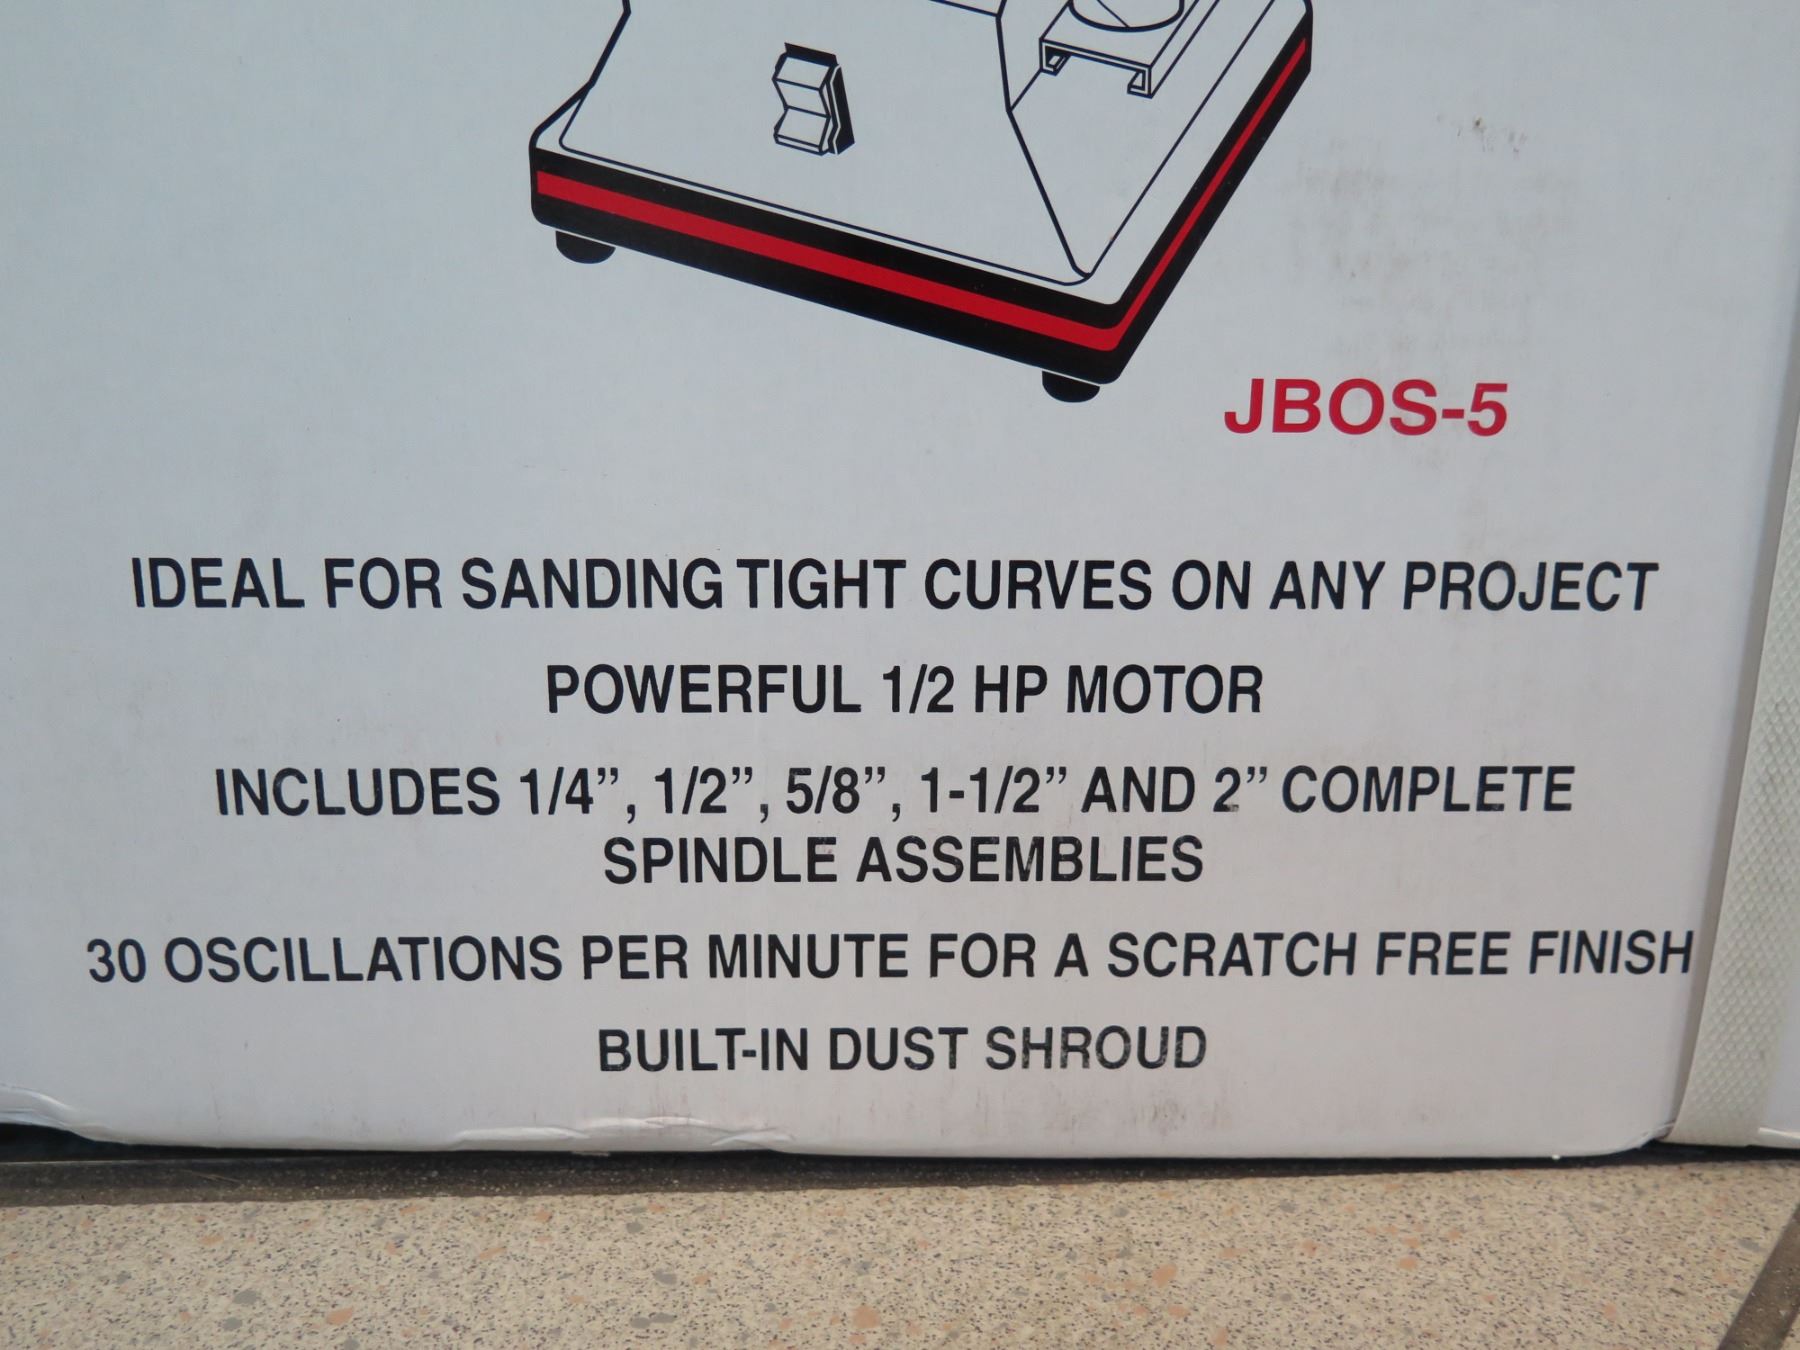 JBOS-5
IDEAL FOR SANDING TIGHT CURVES ON ANY PROJECT
POWERFUL 1/2 HP MOTOR
INCLUDES 1/4”, 1/2”, 5/8”, 1-1/2” AND 2” COMPLETE
SPINDLE ASSEMBLIES
30 OSCILLATIONS PER MINUTE FOR A SCRATCH FREE FINISH
BUILT-IN DUST SHROUD